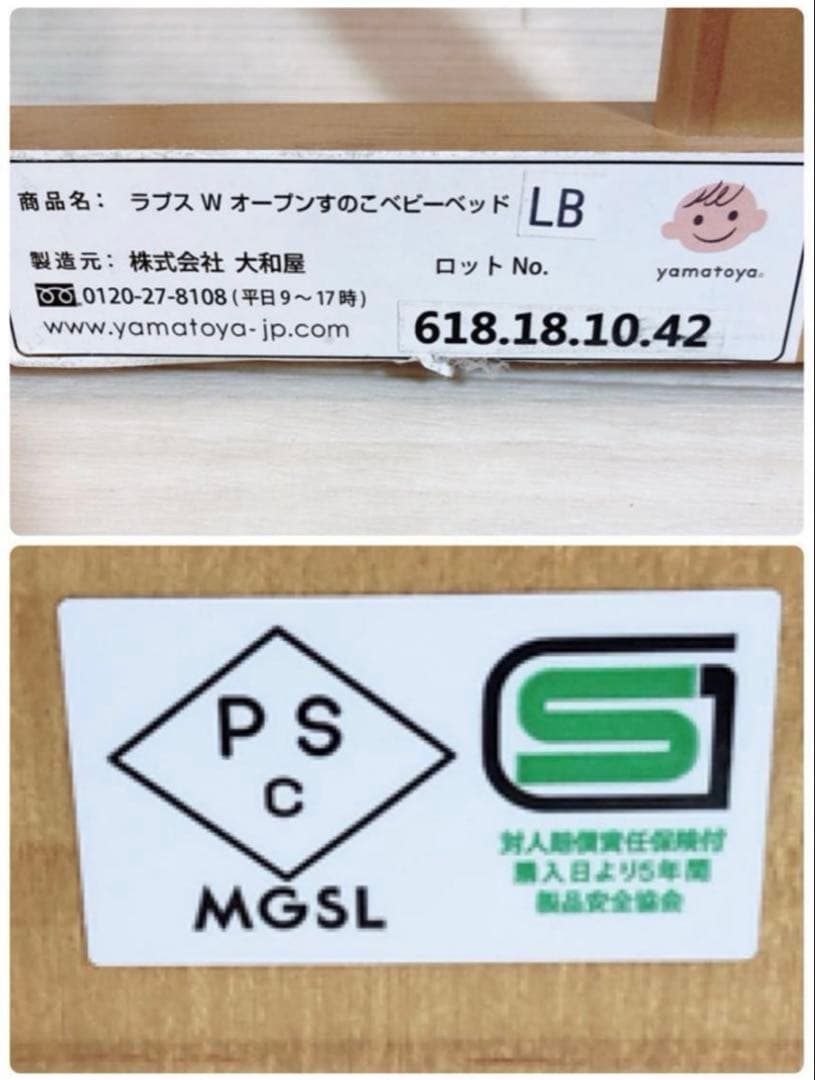 商品名： ラブス W オープンすのこベビーベッド LB
製造元： 株式会社 大和屋
0120-27-8108 (平日9～17時)
www.yamatoya-jp.com
ロット No.
618.18.10.42
yamatoya®
PS
C
MGSL
S
対人賠償責任保険付
購入日より5年間
製品安全協会